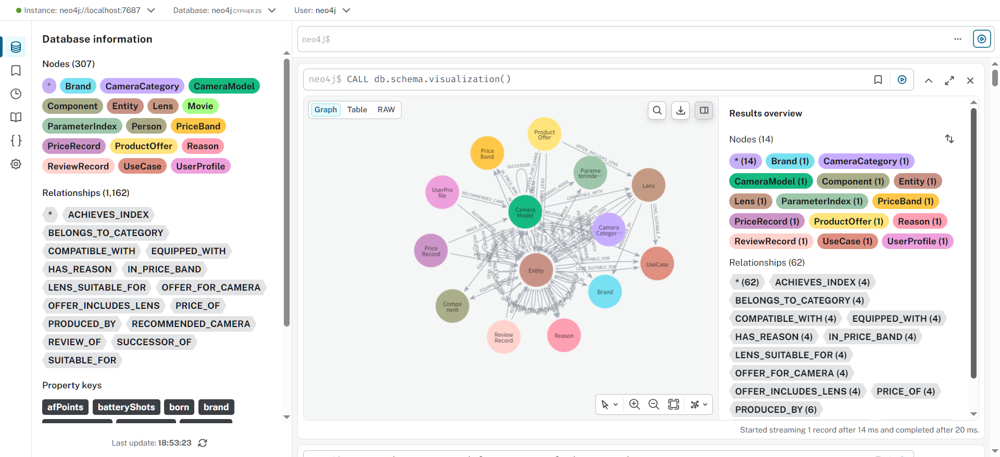 Instance: neo4j://localhost:7687 Database: neo4j CYPHER 25 User: neo4j
Database information
Nodes (307)
* Brand CameraCategory CameraModel
Component Entity Lens Movie
ParameterIndex Person PriceBand
PriceRecord ProductOffer Reason
ReviewRecord UseCase UserProfile
Relationships (1,162)
* ACHIEVES_INDEX
BELONGS_TO_CATEGORY
COMPATIBLE_WITH EQUIPPED_WITH
HAS_REASON IN_PRICE_BAND
LENS_SUITABLE_FOR OFFER_FOR_CAMERA
OFFER_INCLUDES_LENS PRICE_OF
PRODUCED_BY RECOMMENDED_CAMERA
REVIEW_OF SUCCESSOR_OF
SUITABLE_FOR
Property keys
afPoints batteryShots born brand
Last update: 18:53:23
neo4j$
neo4j$ CALL db.schema.visualization()
Graph Table RAW
Product
Offer
Price
Band
OFFER_INCLUDES_LENS
SUCCESSOR_
Parame
terInde…
Lens
UserPro
file
RECOMMENDED_CAME
COMPATIBLE_WITH
Camera
Model
Camera
Categor…
Price
Record
Entity
SUITABLE_FOR
LENS_SUITABLE_FOR
UseCase
PRODUCED_BY
Brand
Compo
nent
EQUIPPED_WITH
Review
Record
Reason
Results overview
Nodes (14)
* (14) Brand (1) CameraCategory (1)
CameraModel (1) Component (1) Entity (1)
Lens (1) ParameterIndex (1) PriceBand (1)
PriceRecord (1) ProductOffer (1) Reason (1)
ReviewRecord (1) UseCase (1) UserProfile (1)
Relationships (62)
* (62) ACHIEVES_INDEX (4)
BELONGS_TO_CATEGORY (4)
COMPATIBLE_WITH (4) EQUIPPED_WITH (4)
HAS_REASON (4) IN_PRICE_BAND (4)
LENS_SUITABLE_FOR (4)
OFFER_FOR_CAMERA (4)
OFFER_INCLUDES_LENS (4) PRICE_OF (4)
PRODUCED_BY (6)
Started streaming 1 record after 14 ms and completed after 20 ms.